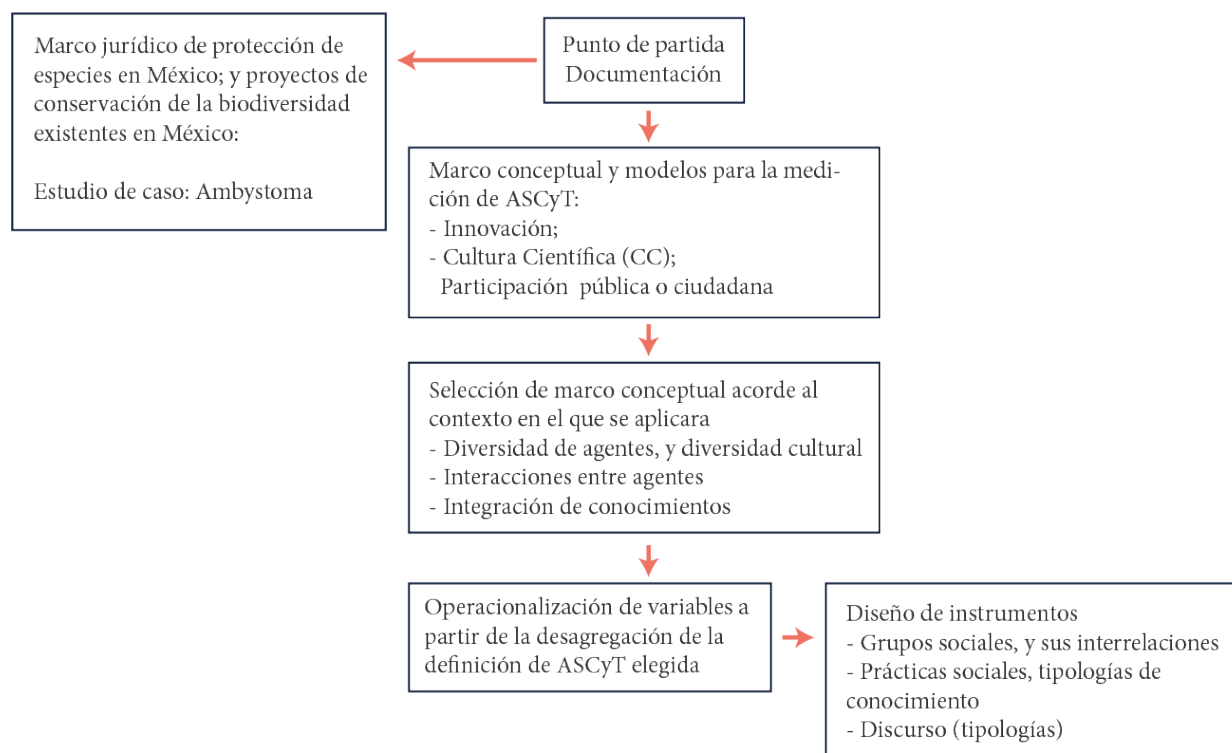 Marco jurídico de protección de
especies en México; y proyectos de
conservación de la biodiversidad
existentes en México:
Estudio de caso: Ambystoma
Punto de partida
Documentación
Marco conceptual y modelos para la medi-
ción de ASCyT:
- Innovación;
- Cultura Científica (CC);
Participación pública o ciudadana
Selección de marco conceptual acorde al
contexto en el que se aplicara
- Diversidad de agentes, y diversidad cultural
- Interacciones entre agentes
- Integración de conocimientos
Operacionalización de variables a
partir de la desagregación de la
definición de ASCyT elegida
Diseño de instrumentos
- Grupos sociales, y sus interrelaciones
- Prácticas sociales, tipologías de
conocimiento
- Discurso (tipologías)